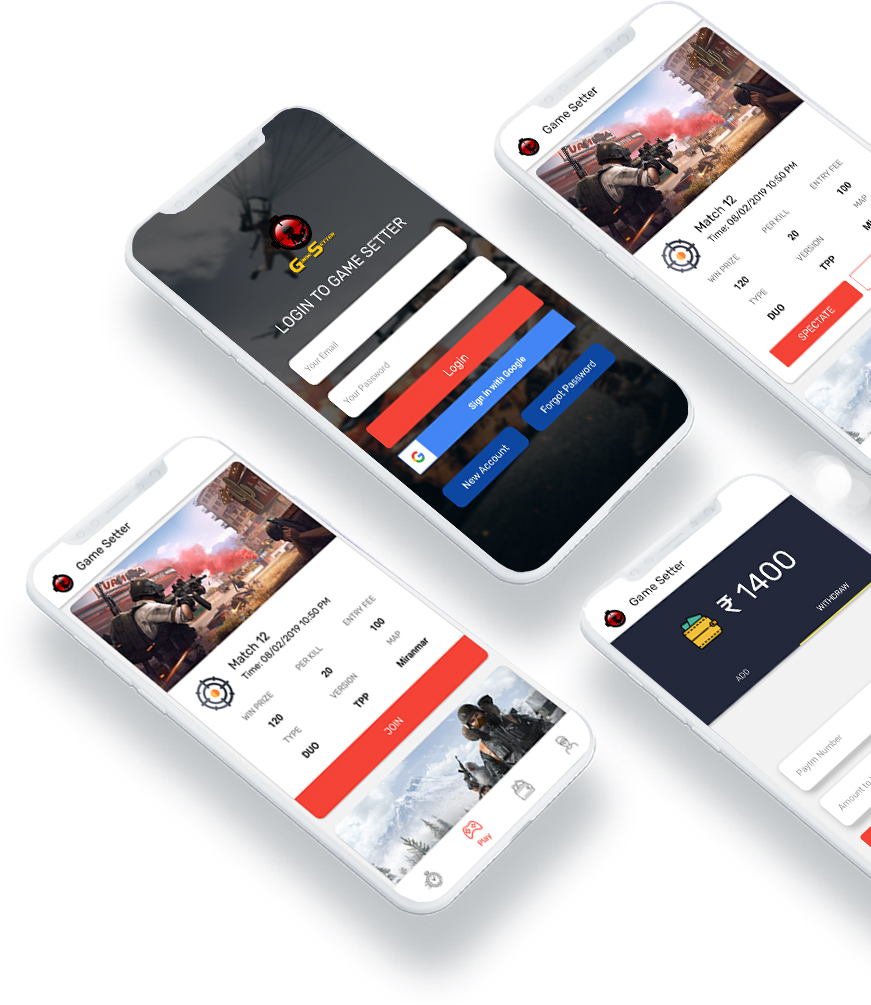 LOGIN TO GAME SETTER
Your Email
Your Password
Login
Sign In with Google
New Account
Forgot Password
Game Setter
Match 12
Time: 08/02/2019 10:50 PM
WIN PRIZE PER KILL ENTRY FEE
120 20 100
TYPE VERSION MAP
DUO TPP
SPECTATE
Game Setter
Match 12
Time: 08/02/2019 10:50 PM
WIN PRIZE PER KILL ENTRY FEE
120 20 100
TYPE VERSION MAP
DUO TPP Miranmar
JOIN
Play
Game Setter
₹ 1400
ADD WITHDRAW
Paytm Number
Amount to